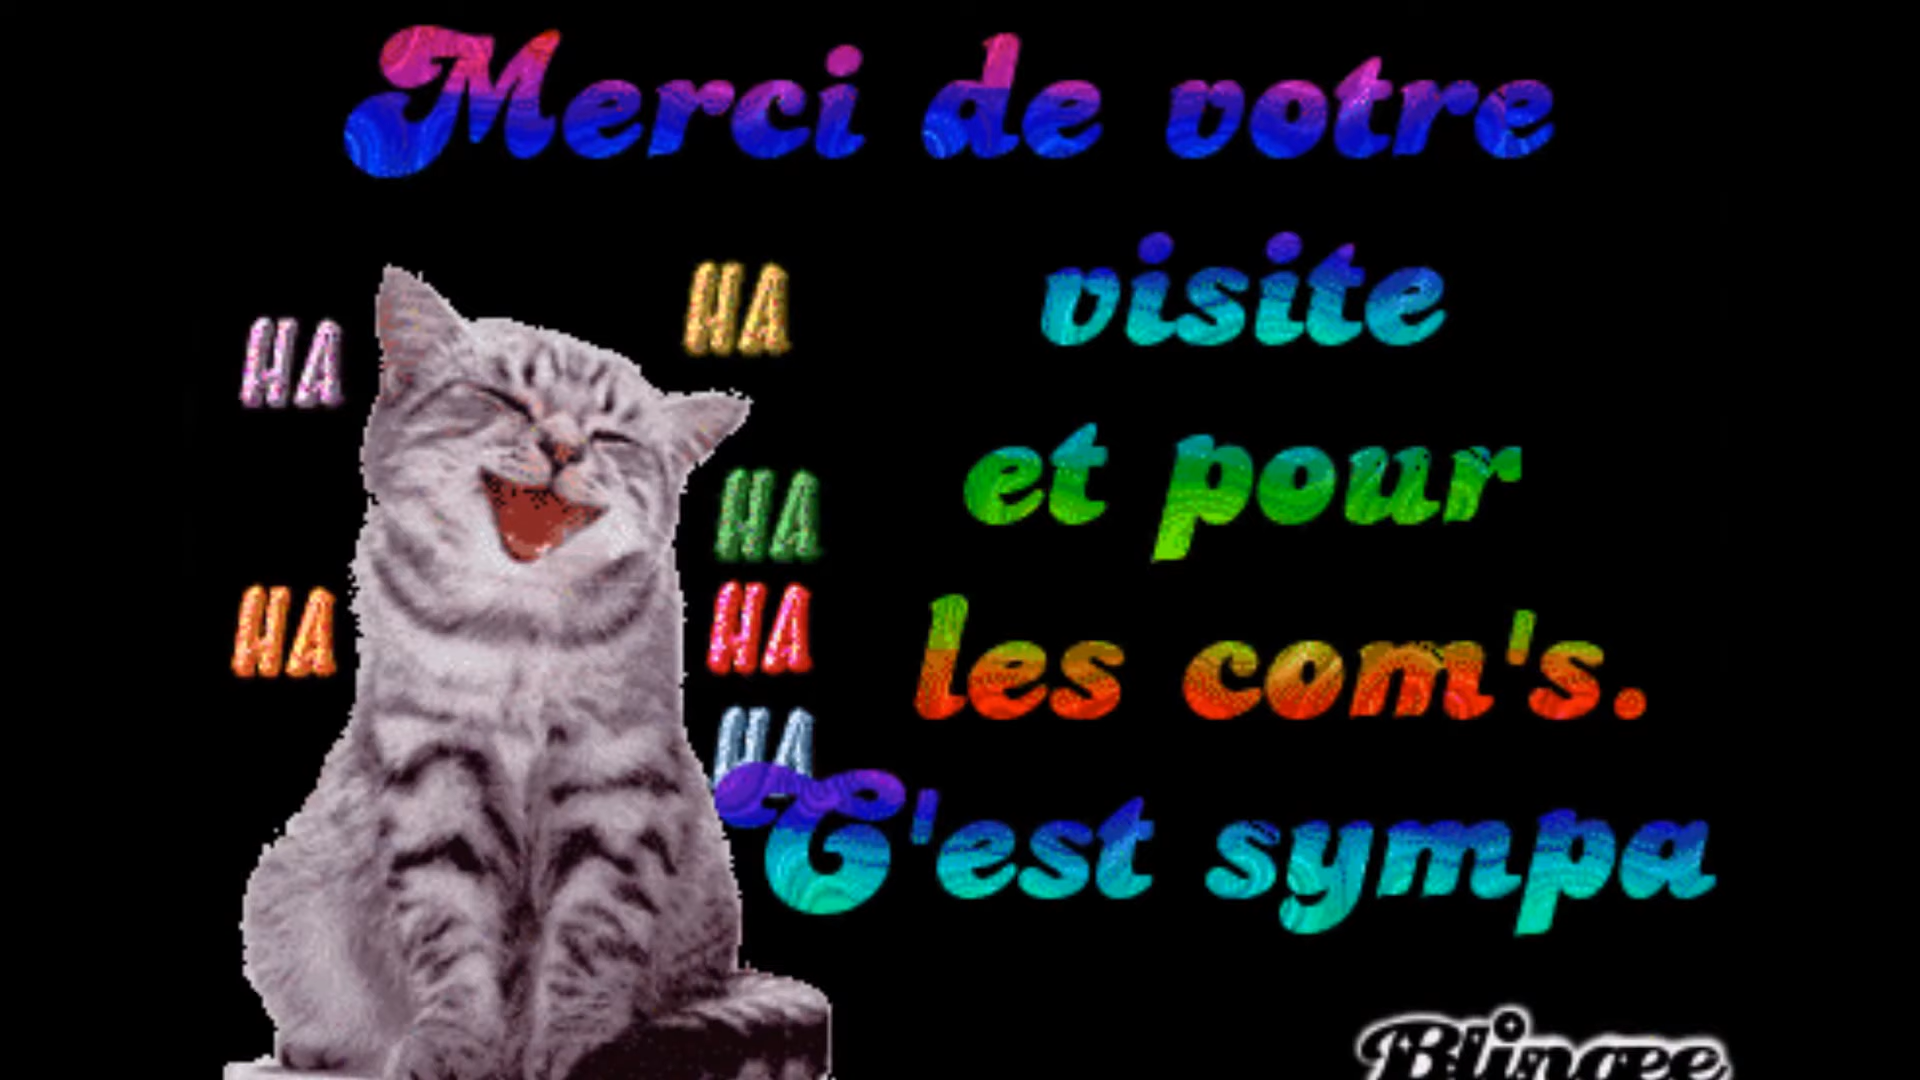 Merci de votre
HA
HA
visite
HA
et pour
HA
HA
les com's.
HA
C'est sympa
Blingee